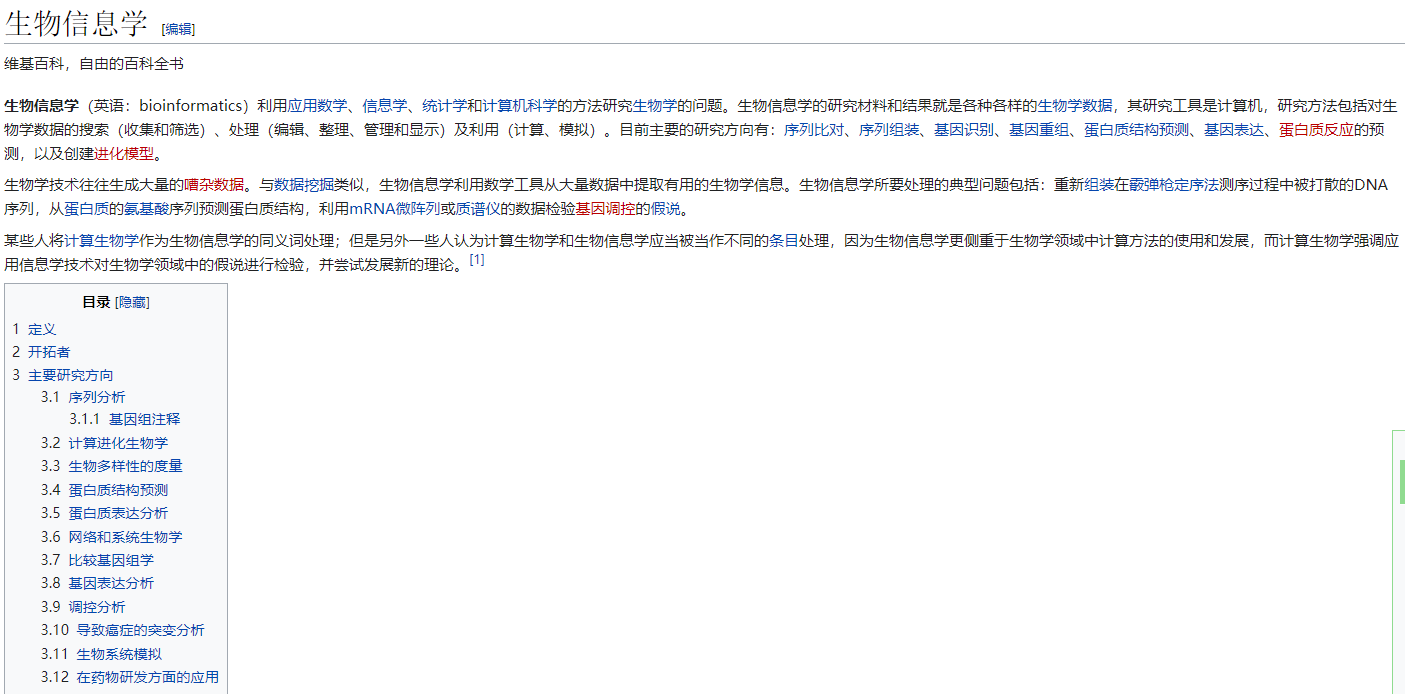 生物信息学 [编辑]
维基百科，自由的百科全书
生物信息学（英语：bioinformatics）利用应用数学、信息学、统计学和计算机科学的方法研究生物学的问题。生物信息学的研究材料和结果就是各种各样的生物学数据，其研究工具是计算机，研究方法包括对生
物学数据的搜索（收集和筛选）、处理（编辑、整理、管理和显示）及利用（计算、模拟）。目前主要的研究方向有：序列比对、序列组装、基因识别、基因重组、蛋白质结构预测、基因表达、蛋白质反应的预
测，以及创建进化模型。
生物学技术往往生成大量的嘈杂数据。与数据挖掘类似，生物信息学利用数学工具从大量数据中提取有用的生物学信息。生物信息学所要处理的典型问题包括：重新组装在霰弹枪定序法测序过程中被打散的DNA
序列，从蛋白质的氨基酸序列预测蛋白质结构，利用mRNA微阵列或质谱仪的数据检验基因调控的假说。
某些人将计算生物学作为生物信息学的同义词处理；但是另外一些人认为计算生物学和生物信息学应当被当作不同的条目处理，因为生物信息学更侧重于生物学领域中计算方法的使用和发展，而计算生物学强调应
用信息学技术对生物学领域中的假说进行检验，并尝试发展新的理论。[1]
目录 [隐藏]
1 定义
2 开拓者
3 主要研究方向
3.1 序列分析
3.1.1 基因组注释
3.2 计算进化生物学
3.3 生物多样性的度量
3.4 蛋白质结构预测
3.5 蛋白质表达分析
3.6 网络和系统生物学
3.7 比较基因组学
3.8 基因表达分析
3.9 调控分析
3.10 导致癌症的突变分析
3.11 生物系统模拟
3.12 在药物研发方面的应用